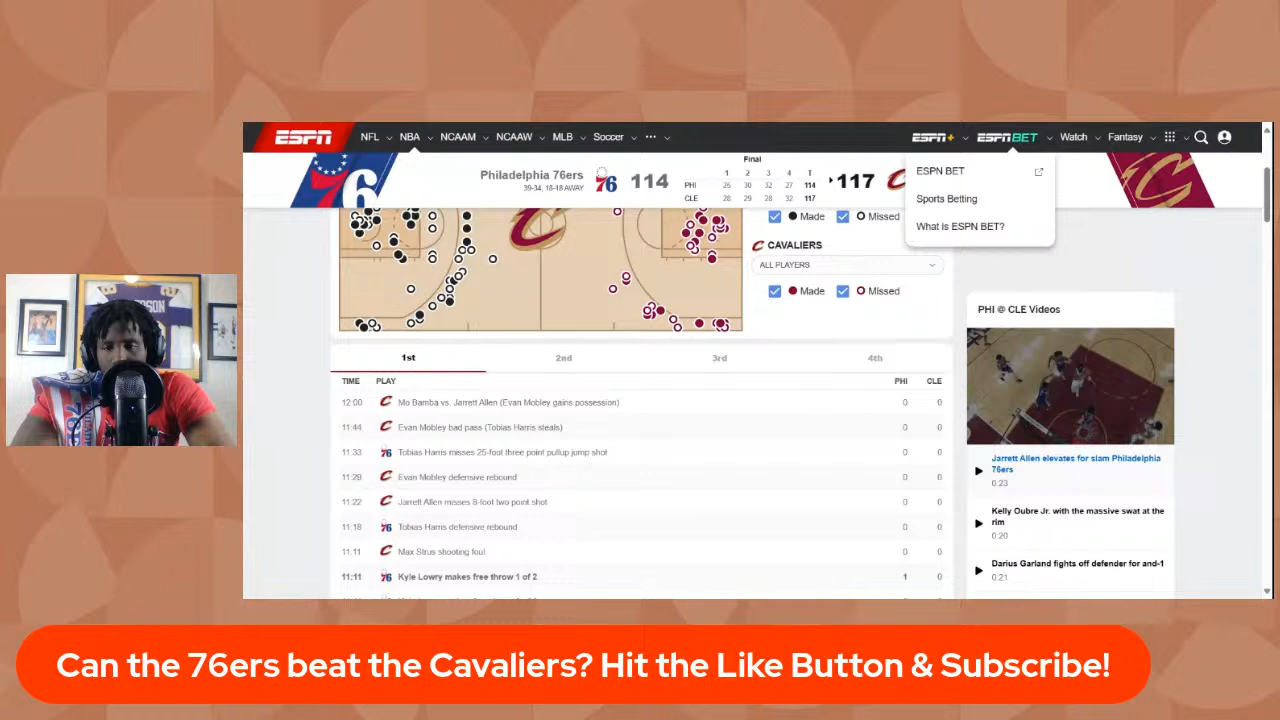 ESPN NFL NBA NCAAM NCAAW MLB Soccer ESPN+ ESPN BET Watch Fantasy
Final
Philadelphia 76ers
39-34, 18-18 AWAY
76
114
1 2 3 4 T
PHI 25 30 32 27 114
CLE 28 29 28 32 117
117
ESPN BET
Sports Betting
What is ESPN BET?
Made Missed
CAVALIERS
ALL PLAYERS
Made Missed
1st 2nd 3rd 4th
TIME PLAY PHI CLE
12:00 Mo Bamba vs. Jarrett Allen (Evan Mobley gains possession) 0 0
11:44 Evan Mobley bad pass (Tobias Harris steals) 0 0
11:33 Tobias Harris misses 25-foot three point pullup jump shot 0 0
11:29 Evan Mobley defensive rebound 0 0
11:22 Jarrett Allen misses 8-foot two point shot 0 0
11:18 Tobias Harris defensive rebound 0 0
11:11 Max Strus shooting foul 0 0
11:11 Kyle Lowry makes free throw 1 of 2 1 0
PHI @ CLE Videos
Jarrett Allen elevates for slam Philadelphia
76ers
0:23
Kelly Oubre Jr. with the massive swat at the
rim
0:20
Darius Garland fights off defender for and-1
0:21
Can the 76ers beat the Cavaliers? Hit the Like Button & Subscribe!